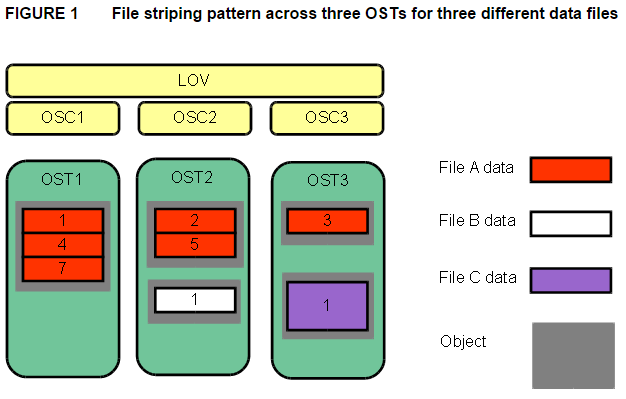 FIGURE 1 File striping pattern across three OSTs for three different data files
LOV
OSC1 OSC2 OSC3
OST1 OST2 OST3
1 2 3
4 5
7
1 1
File A data
File B data
File C data
Object